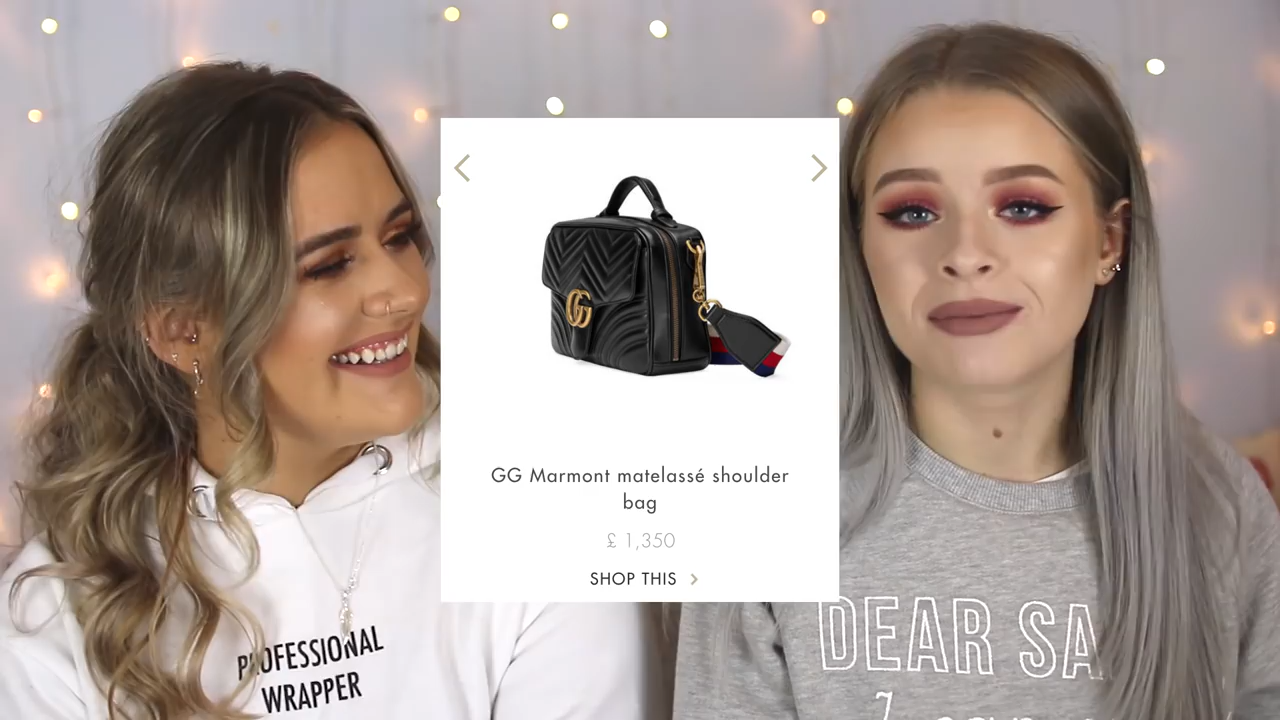 GG Marmont matelassé shoulder
bag
£ 1,350
SHOP THIS
PROFESSIONAL
WRAPPER
DEAR SA